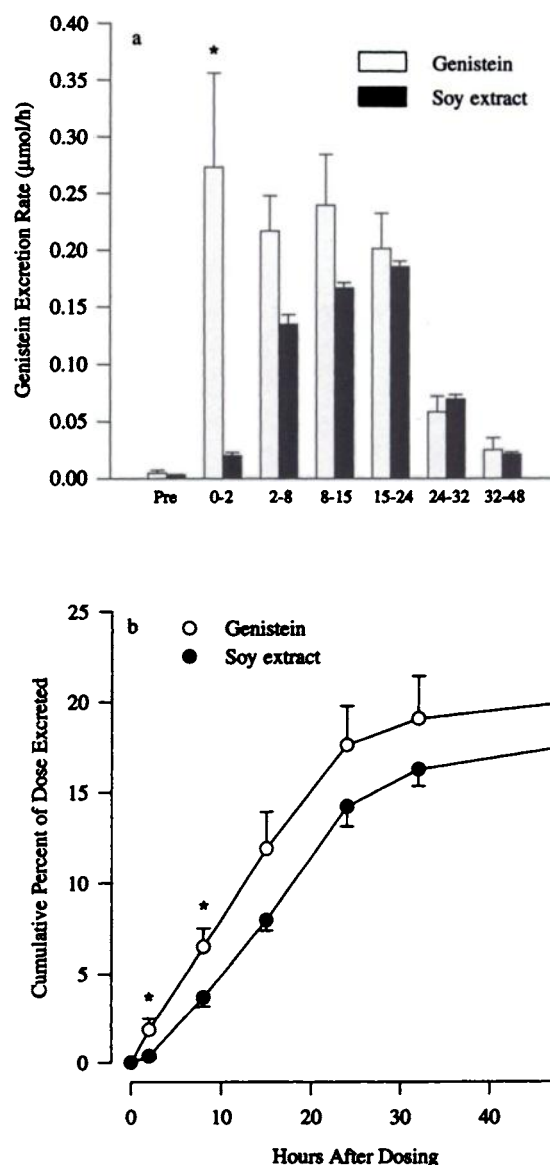 0.40
a
*
Genistein
0.35
Soy extract
0.30
0.25
0.20
0.15
0.10
0.05
0.00
Genistein Excretion Rate (μmol/h)
Pre 0-2 2-8 8-15 15-24 24-32 32-48
25
b
Genistein
Soy extract
20
15
10
*
5
*
0
Cumulative Percent of Dose Excreted
0 10 20 30 40
Hours After Dosing